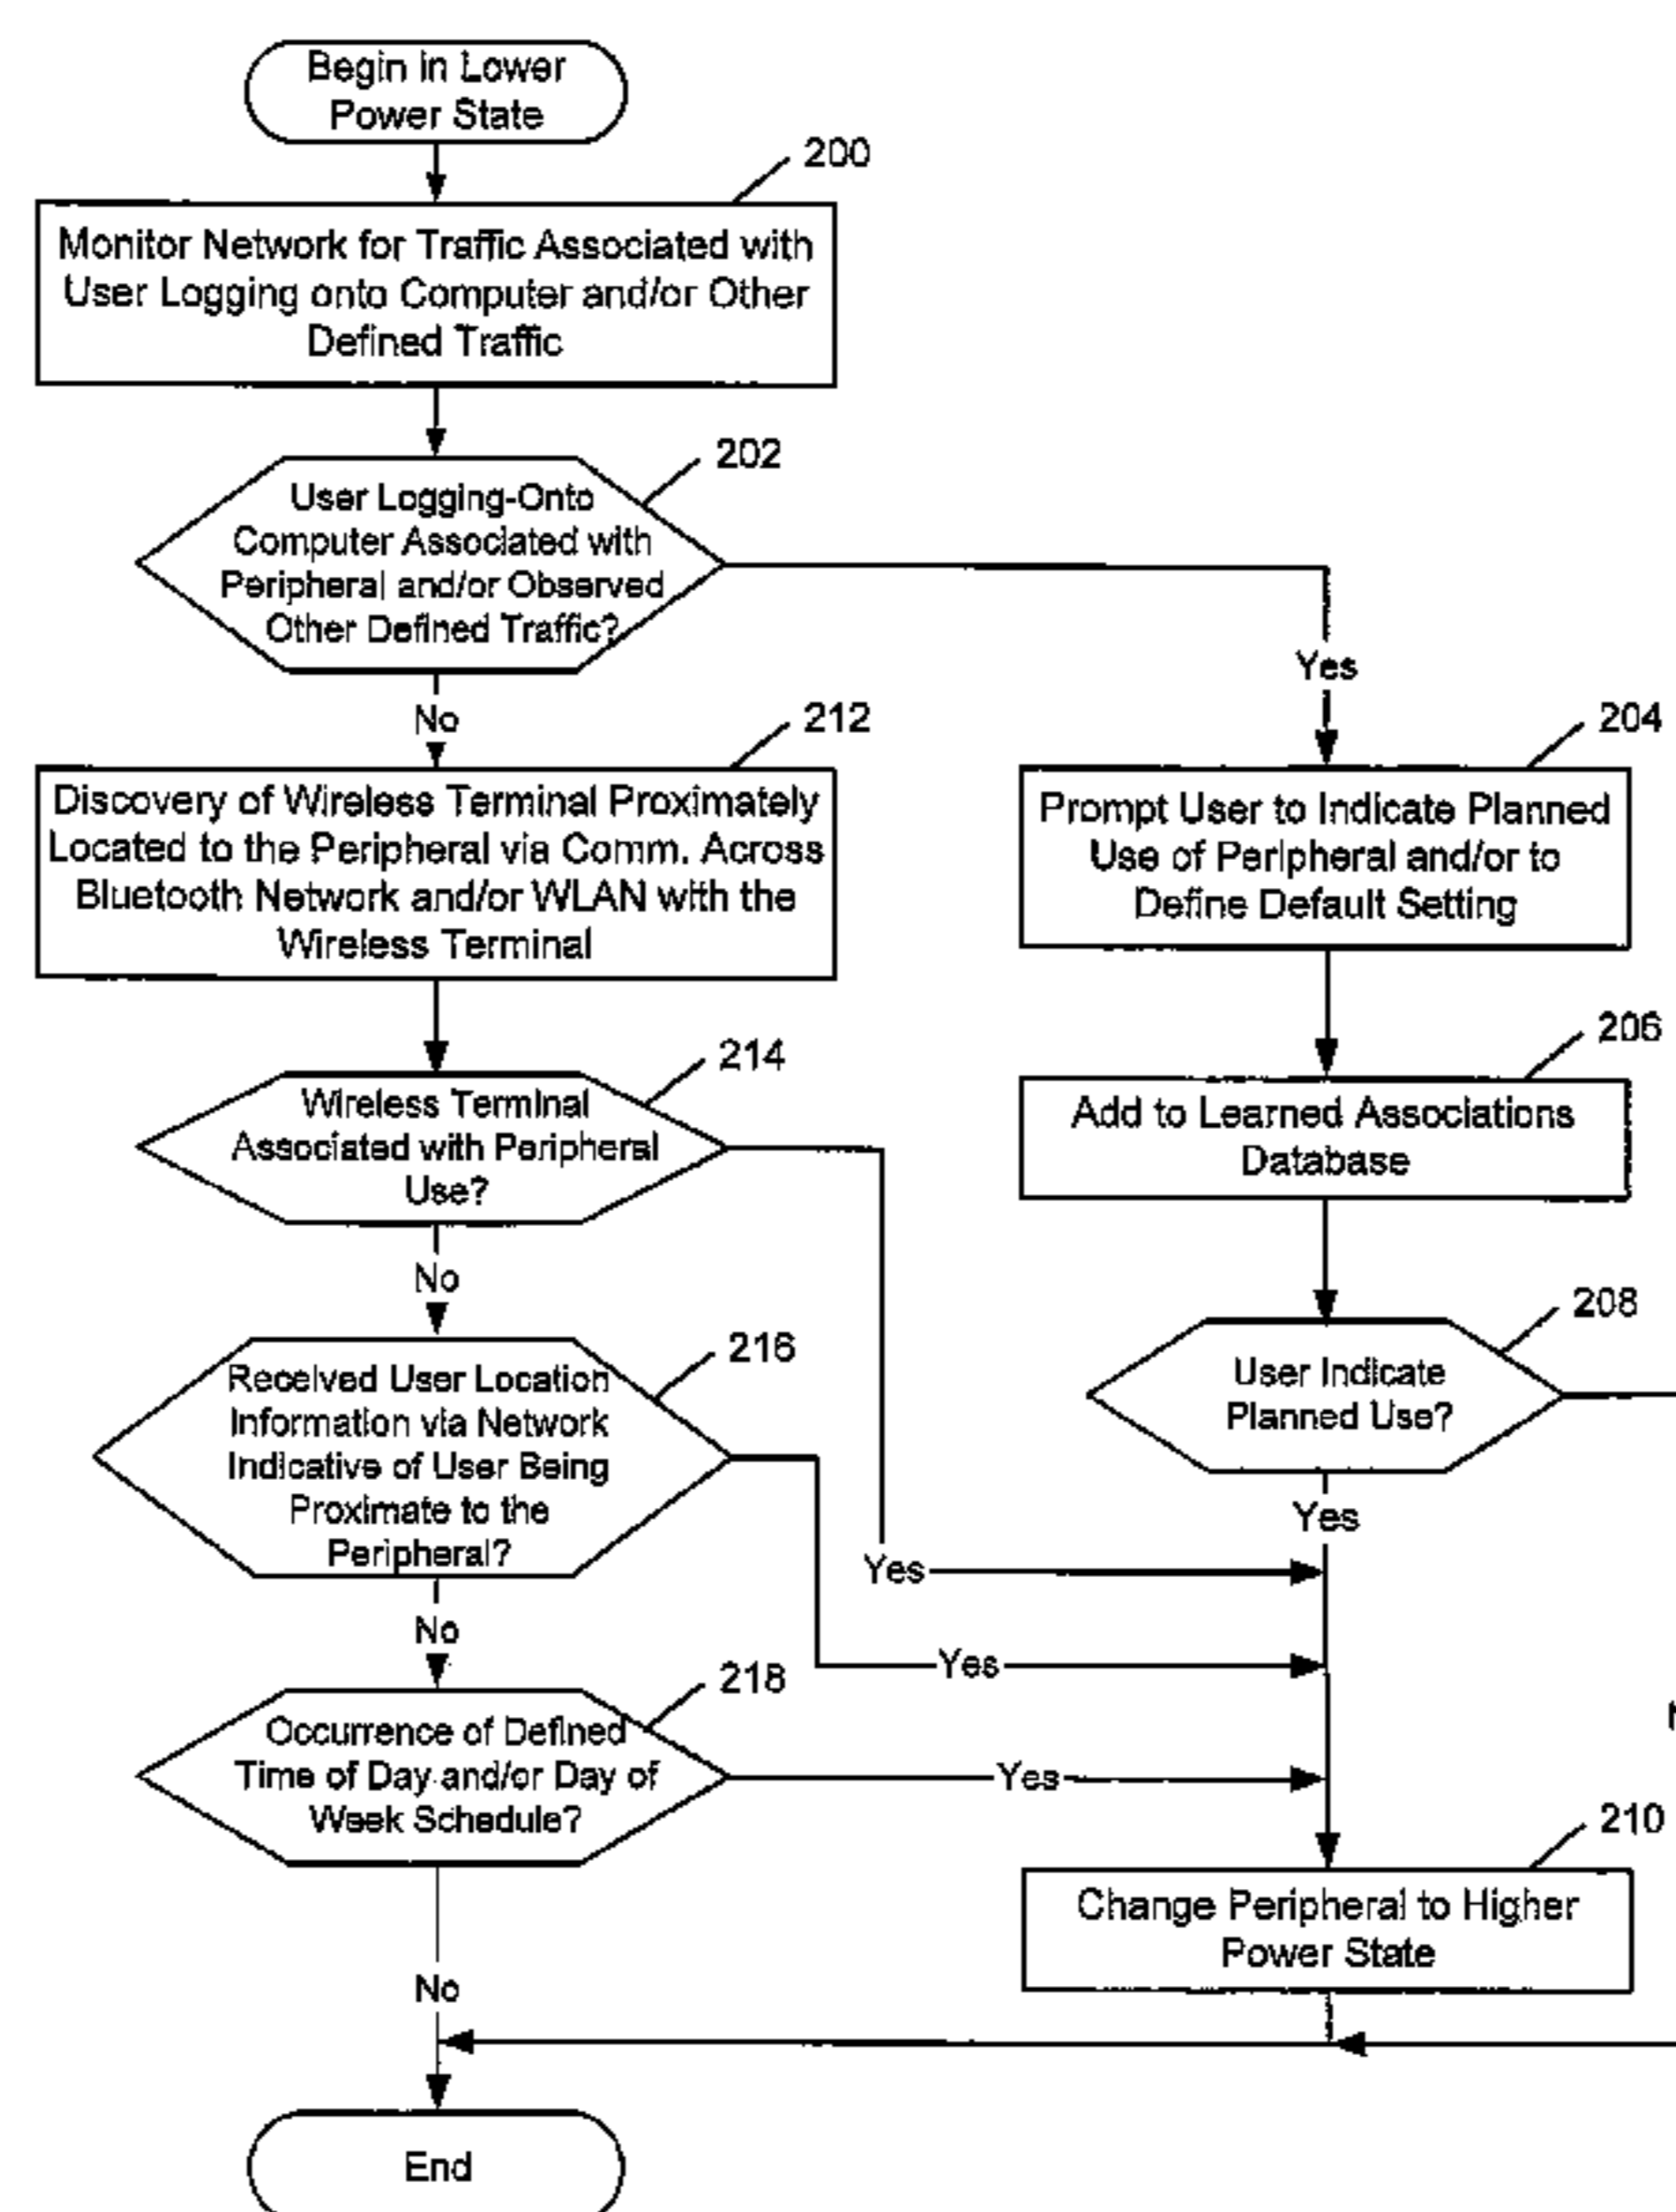 Begin in Lower
Power State
200
Monitor Network for Traffic Associated with
User Logging onto Computer and/or Other
Defined Traffic
202
User Logging-Onto
Computer Associated with
Peripheral and/or Observed
Other Defined Traffic?
Yes
No
212
Discovery of Wireless Terminal Proximately
Located to the Peripheral via Comm. Across
Bluetooth Network and/or WLAN with the
Wireless Terminal
204
Prompt User to Indicate Planned
Use of Peripheral and/or to
Define Default Setting
206
Add to Learned Associations
Database
214
Wireless Terminal
Associated with Peripheral
Use?
No
208
User Indicate
Planned Use?
Yes
216
Received User Location
Information via Network
Indicative of User Being
Proximate to the
Peripheral?
Yes
No
Yes
218
Occurrence of Defined
Time of Day and/or Day of
Week Schedule?
Yes
210
Change Peripheral to Higher
Power State
No
End